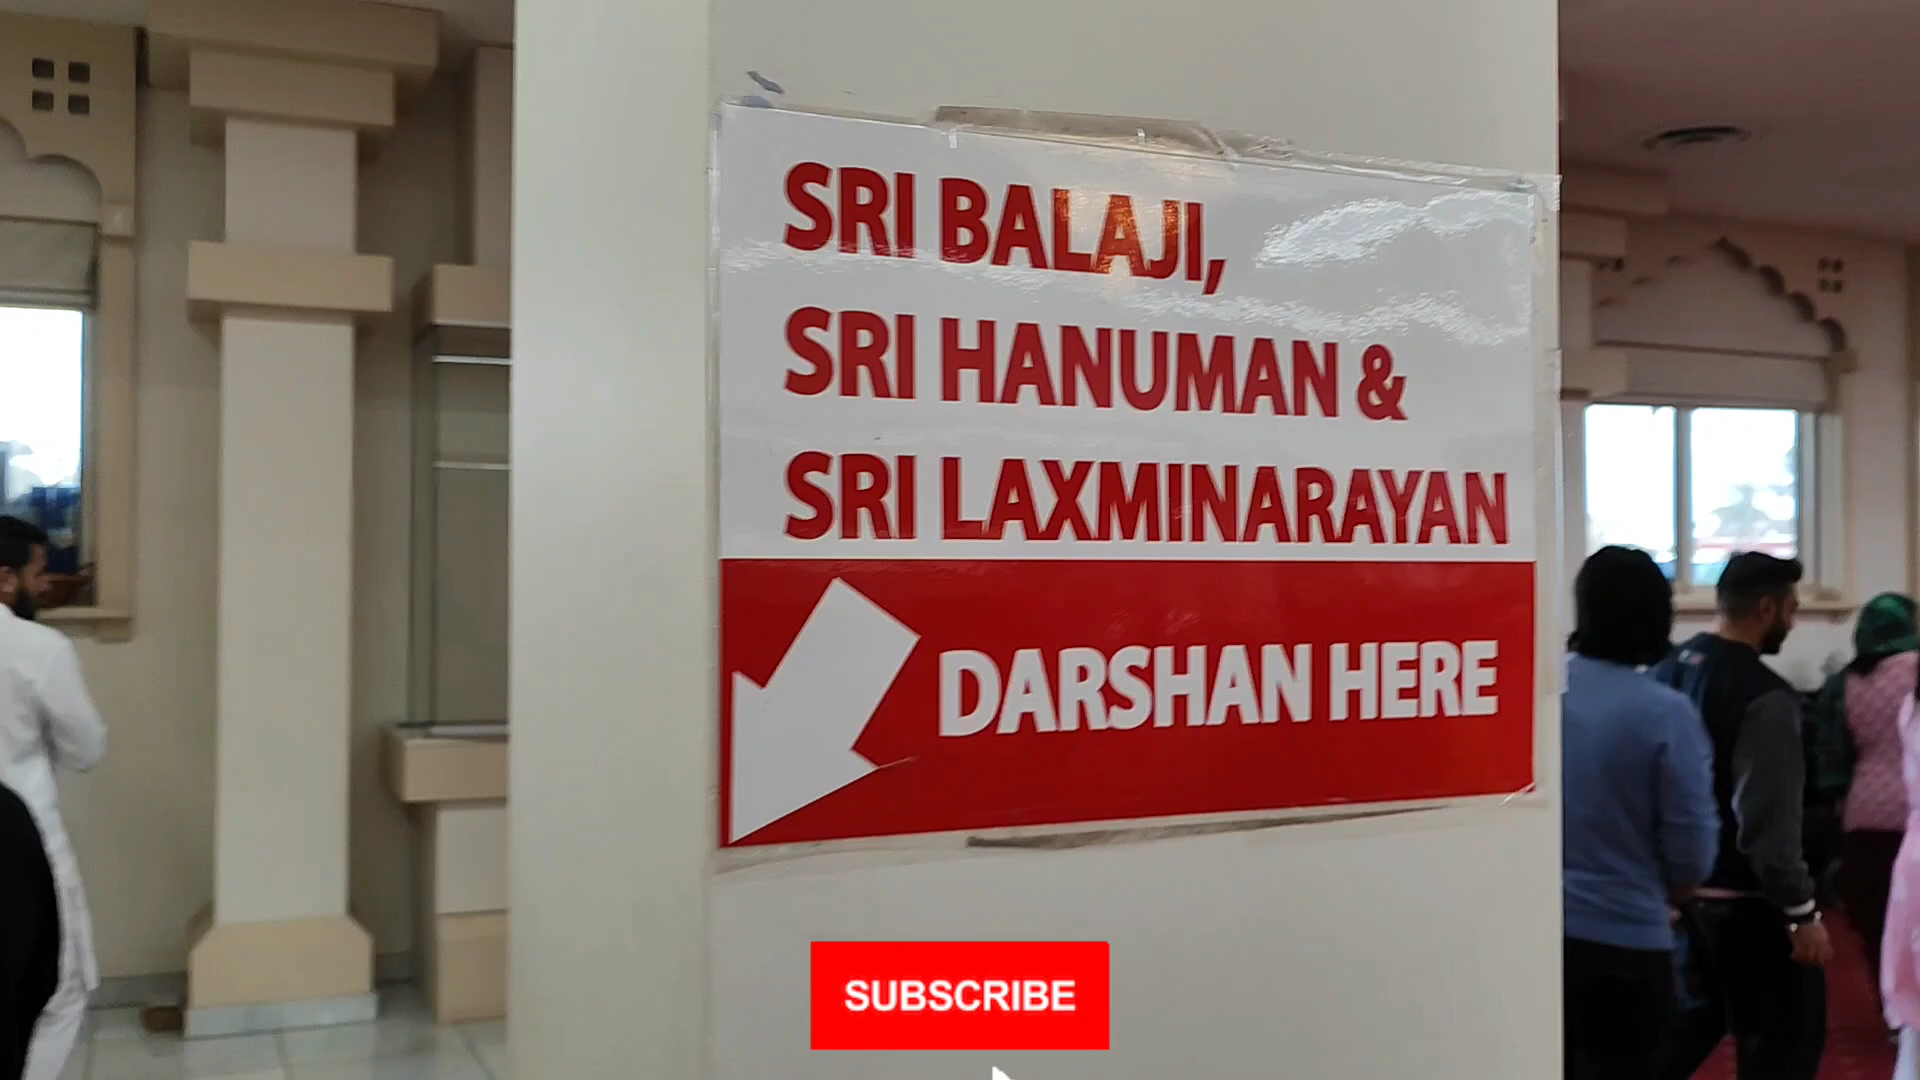 SRI BALAJI,
SRI HANUMAN &
SRI LAXMINARAYAN
DARSHAN HERE
SUBSCRIBE